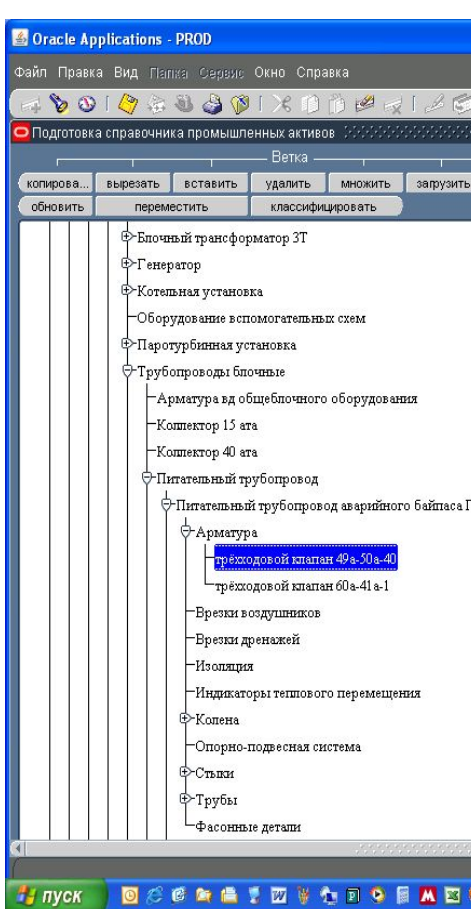 Oracle Applications - PROD
Файл Правка Вид Папка Сервис Окно Справка
Подготовка справочника промышленных активов
Ветка
копирова... вырезать вставить удалить множить загрузить
обновить переместить классифицировать
Блочный трансформатор 3Т
Генератор
Котельная установка
Оборудование вспомогательных схем
Паротурбинная установка
Трубопроводы блочные
Арматура вд общеблочного оборудования
Коллектор 15 ата
Коллектор 40 ата
Питательный трубопровод
Питательный трубопровод аварийного байпаса П
Арматура
трёхходовой клапан 49а-50а-40
трёхходовой клапан 60а-41а-1
Врезки воздушников
Врезки дренажей
Изоляция
Индикаторы теплового перемещения
Колена
Опорно-подвесная система
Стыки
Трубы
Фасонные детали
пуск